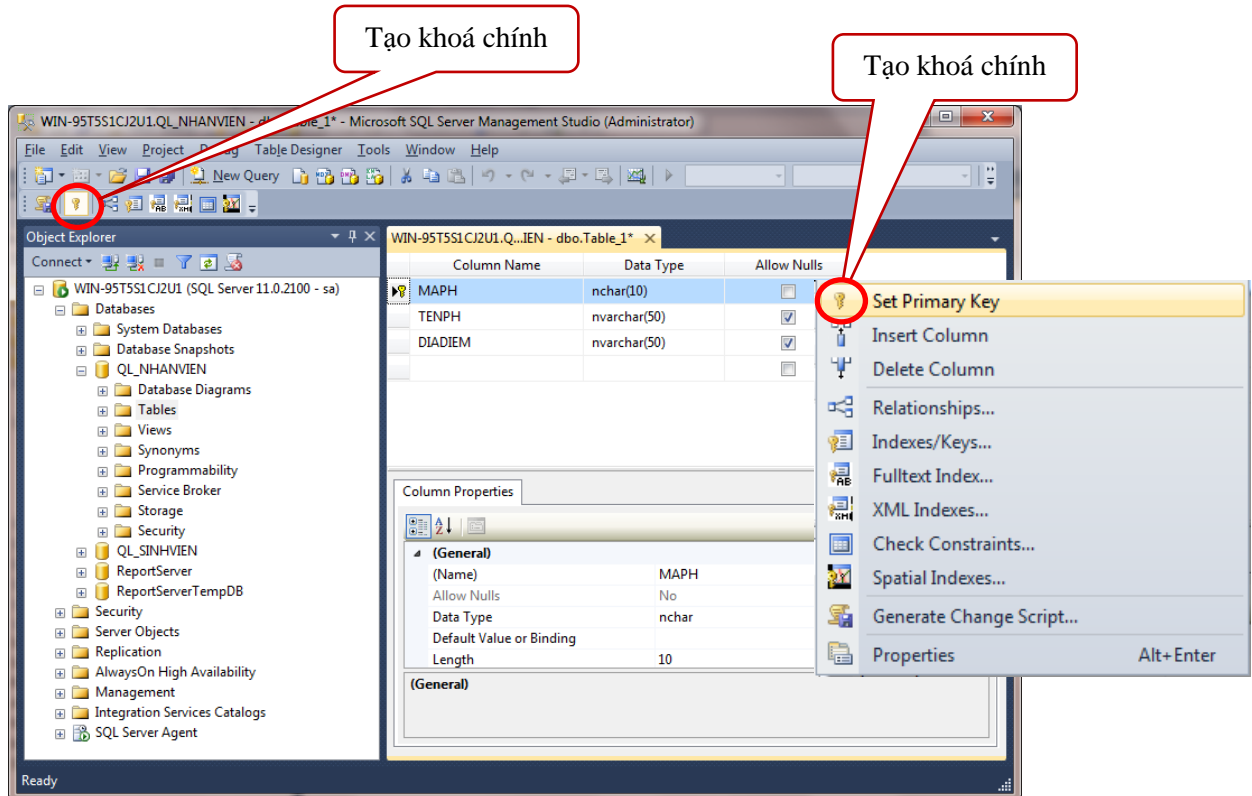 Tạo khoá chính
Tạo khoá chính
WIN-95T5S1CJ2U1.QL_NHANVIEN - ble_1* - Microsoft SQL Server Management Studio (Administrator)
File Edit View Project Table Designer Tools Window Help
New Query
Object Explorer
WIN-95T5S1CJ2U1.Q...IEN - dbo.Table_1*
Connect
Column Name Data Type Allow Nulls
WIN-95T5S1CJ2U1 (SQL Server 11.0.2100 - sa)
Databases
System Databases
Database Snapshots
QL_NHANVIEN
Database Diagrams
Tables
Views
Synonyms
Programmability
Service Broker
Storage
Security
QL_SINHVIEN
ReportServer
ReportServerTempDB
Security
Server Objects
Replication
AlwaysOn High Availability
Management
Integration Services Catalogs
SQL Server Agent
MAPH nchar(10)
TENPH nvarchar(50)
DIADIEM nvarchar(50)
Column Properties
(General)
(Name) MAPH
Allow Nulls No
Data Type nchar
Default Value or Binding
Length 10
(General)
Set Primary Key
Insert Column
Delete Column
Relationships...
Indexes/Keys...
Fulltext Index...
XML Indexes...
Check Constraints...
Spatial Indexes...
Generate Change Script...
Properties Alt+Enter
Ready